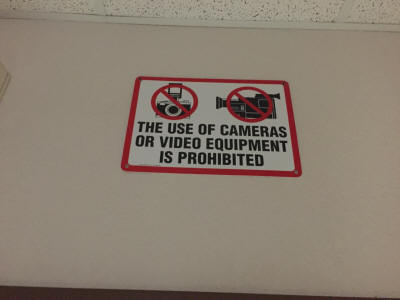 THE USE OF CAMERAS
OR VIDEO EQUIPMENT
IS PROHIBITED